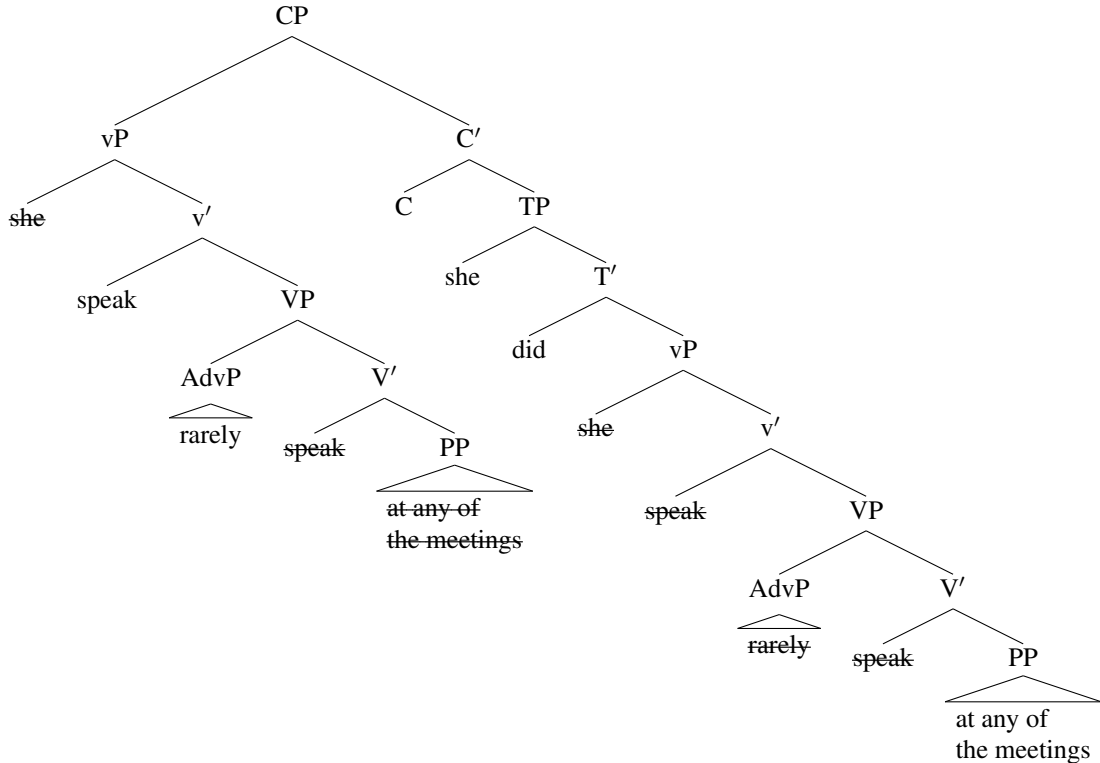 CP
vP C′
she v′ C TP
speak VP she T′
AdvP V′ did vP
rarely speak PP she v′
at any of
the meetings
speak VP
AdvP V′
rarely speak PP
at any of
the meetings